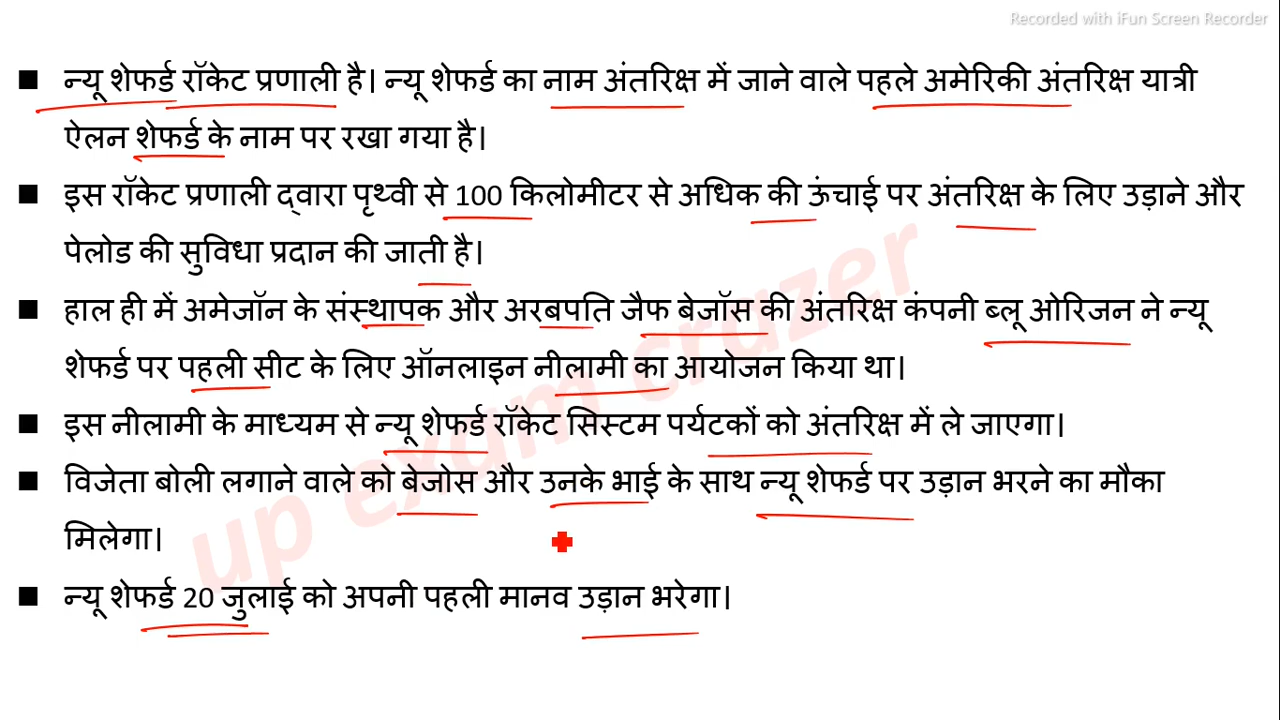 Recorded with iFun Screen Recorder
■ न्यू शेफर्ड रॉकेट प्रणाली है। न्यू शेफर्ड का नाम अंतरिक्ष में जाने वाले पहले अमेरिकी अंतरिक्ष यात्री
ऐलन शेफर्ड के नाम पर रखा गया है।
■ इस रॉकेट प्रणाली द्वारा पृथ्वी से 100 किलोमीटर से अधिक की ऊंचाई पर अंतरिक्ष के लिए उड़ाने और
पेलोड की सुविधा प्रदान की जाती है।
■ हाल ही में अमेजॉन के संस्थापक और अरबपति जैफ बेजॉस की अंतरिक्ष कंपनी ब्लू ओरिजन ने न्यू
शेफर्ड पर पहली सीट के लिए ऑनलाइन नीलामी का आयोजन किया था।
■ इस नीलामी के माध्यम से न्यू शेफर्ड रॉकेट सिस्टम पर्यटकों को अंतरिक्ष में ले जाएगा।
■ विजेता बोली लगाने वाले को बेजोस और उनके भाई के साथ न्यू शेफर्ड पर उड़ान भरने का मौका
मिलेगा।
■ न्यू शेफर्ड 20 जुलाई को अपनी पहली मानव उड़ान भरेगा।
up exam cruzer